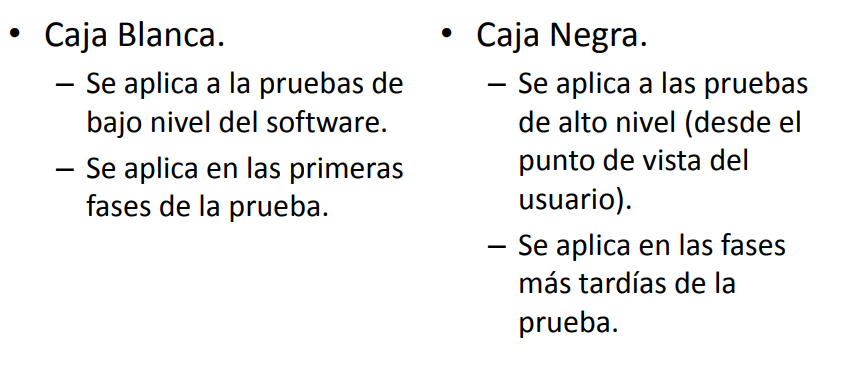 • Caja Blanca.
– Se aplica a la pruebas de
bajo nivel del software.
– Se aplica en las primeras
fases de la prueba.
• Caja Negra.
– Se aplica a las pruebas
de alto nivel (desde el
punto de vista del
usuario).
– Se aplica en las fases
más tardías de la
prueba.